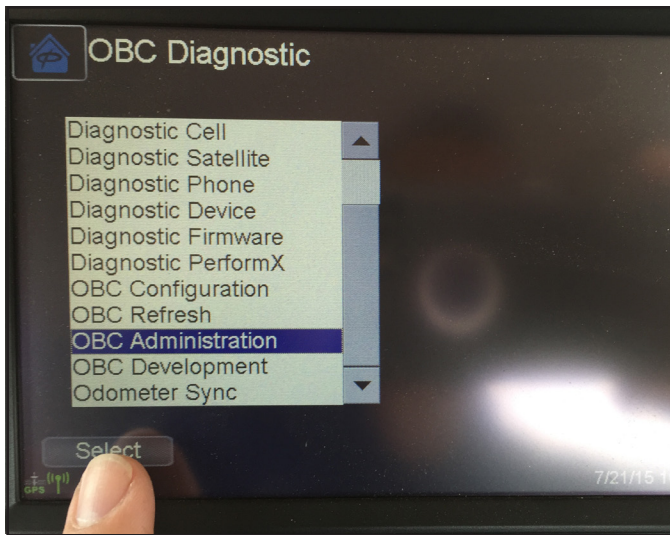 OBC Diagnostic
Diagnostic Cell
Diagnostic Satellite
Diagnostic Phone
Diagnostic Device
Diagnostic Firmware
Diagnostic PerformX
OBC Configuration
OBC Refresh
OBC Administration
OBC Development
Odometer Sync
Select
GPS
7/21/15